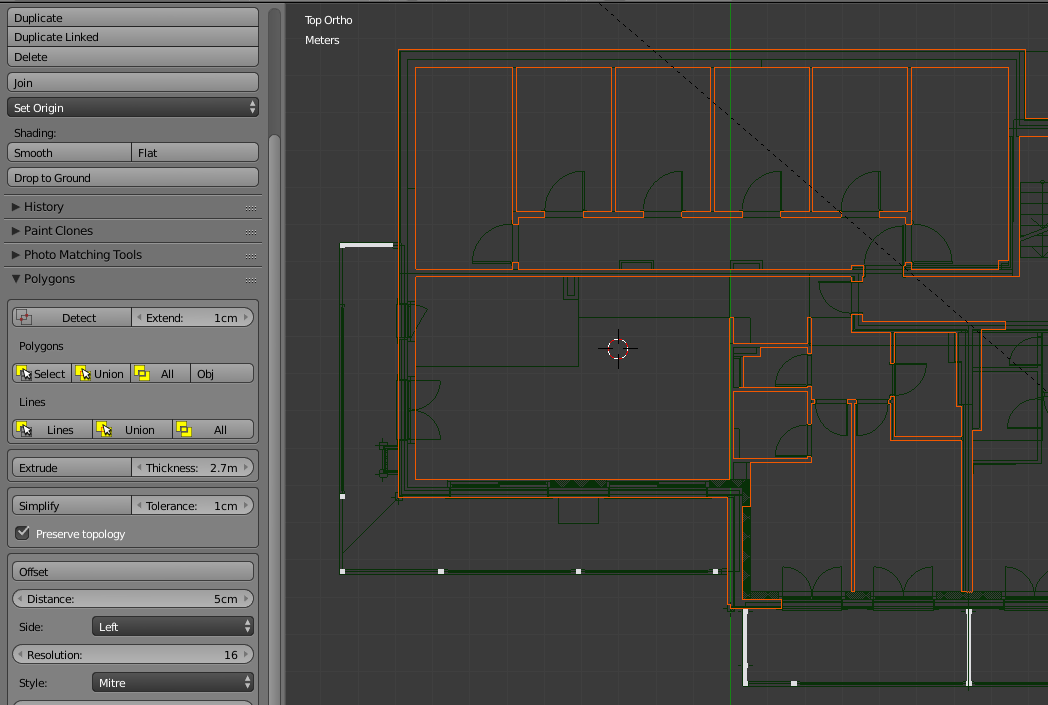 Duplicate
Duplicate Linked
Delete
Join
Set Origin
Shading:
Smooth Flat
Drop to Ground
History
Paint Clones
Photo Matching Tools
Polygons
Detect Extend: 1cm
Polygons
Select Union All Obj
Lines
Lines Union All
Extrude Thickness: 2.7m
Simplify Tolerance: 1cm
Preserve topology
Offset
Distance: 5cm
Side: Left
Resolution: 16
Style: Mitre
Top Ortho
Meters